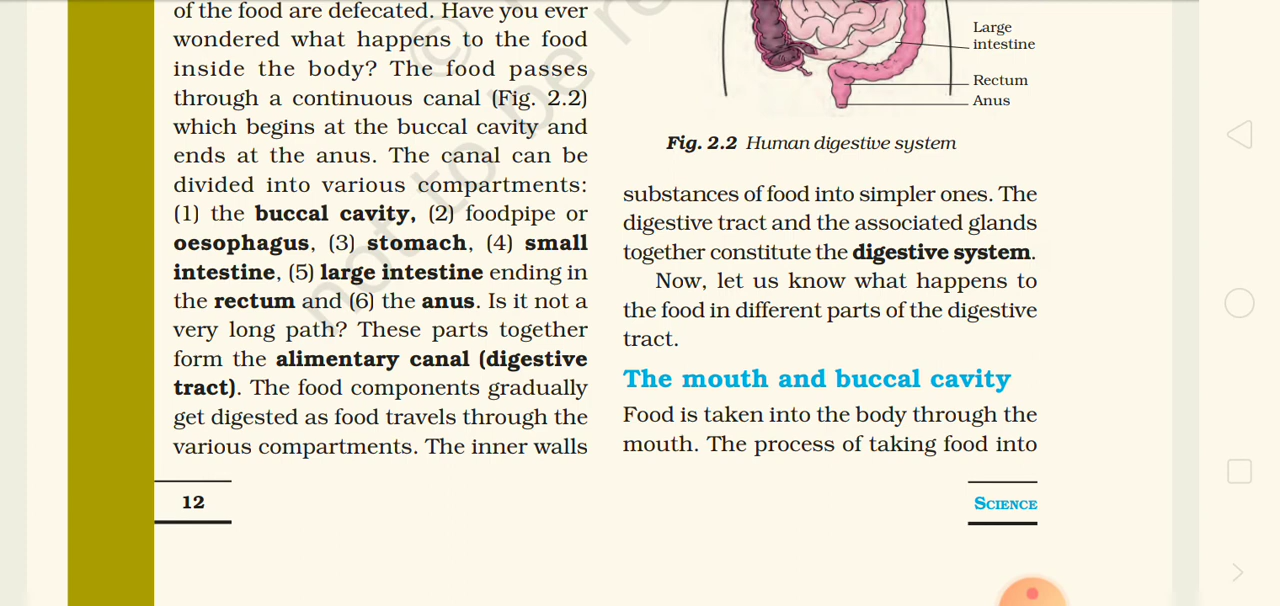 of the food are defecated. Have you ever
wondered what happens to the food
inside the body? The food passes
through a continuous canal (Fig. 2.2)
which begins at the buccal cavity and
ends at the anus. The canal can be
divided into various compartments:
(1) the buccal cavity, (2) foodpipe or
oesophagus, (3) stomach, (4) small
intestine, (5) large intestine ending in
the rectum and (6) the anus. Is it not a
very long path? These parts together
form the alimentary canal (digestive
tract). The food components gradually
get digested as food travels through the
various compartments. The inner walls
12
Large
intestine
Rectum
Anus
Fig. 2.2 Human digestive system
substances of food into simpler ones. The
digestive tract and the associated glands
together constitute the digestive system.
Now, let us know what happens to
the food in different parts of the digestive
tract.
The mouth and buccal cavity
Food is taken into the body through the
mouth. The process of taking food into
SCIENCE
©
not to be